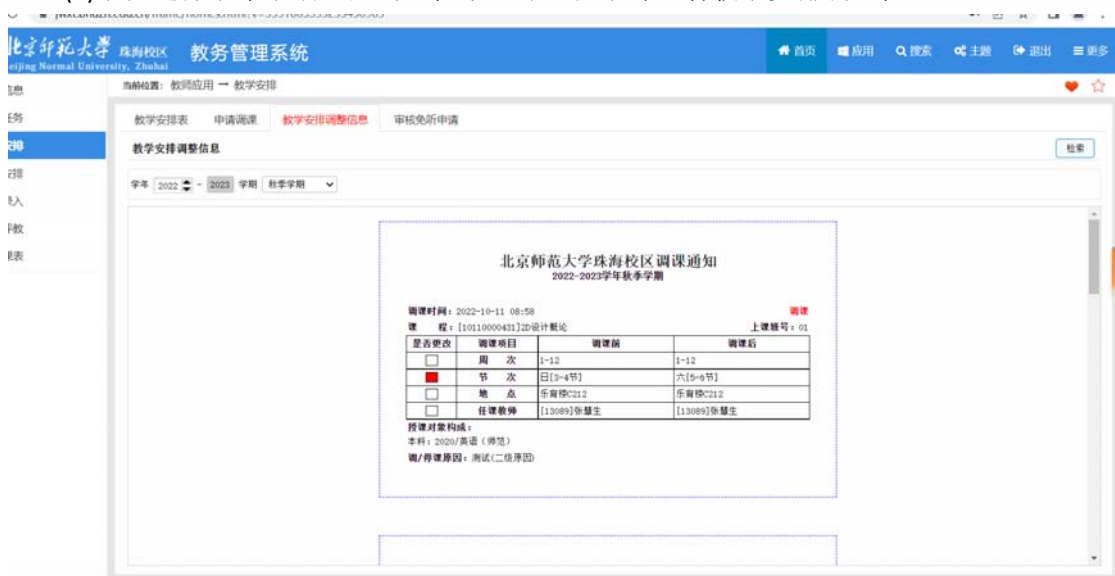 北京师范大学 珠海校区 教务管理系统
Beijing Normal University, Zhuhai
首页 应用 搜索 主题 退出 更多
当前位置：教师应用 → 教学安排
教学安排表 申请调课 教学安排调整信息 审核免听申请
教学安排调整信息 检索
学年 2022 - 2023 学期 秋季学期
北京师范大学珠海校区调课通知
2022-2023学年秋季学期
调课时间：2022-10-11 08:58 调课
课 程：[10110000431]2D设计概论 上课班号：01
是否更改 调课项目 调课前 调课后
周 次 1-12 1-12
节 次 日[3-4节] 六[5-6节]
地 点 乐育楼C212 乐育楼C212
任课教师 [13089]张慧生 [13089]张慧生
授课对象构成：
本科：2020/英语（师范）
调/停课原因：测试(二级原因)